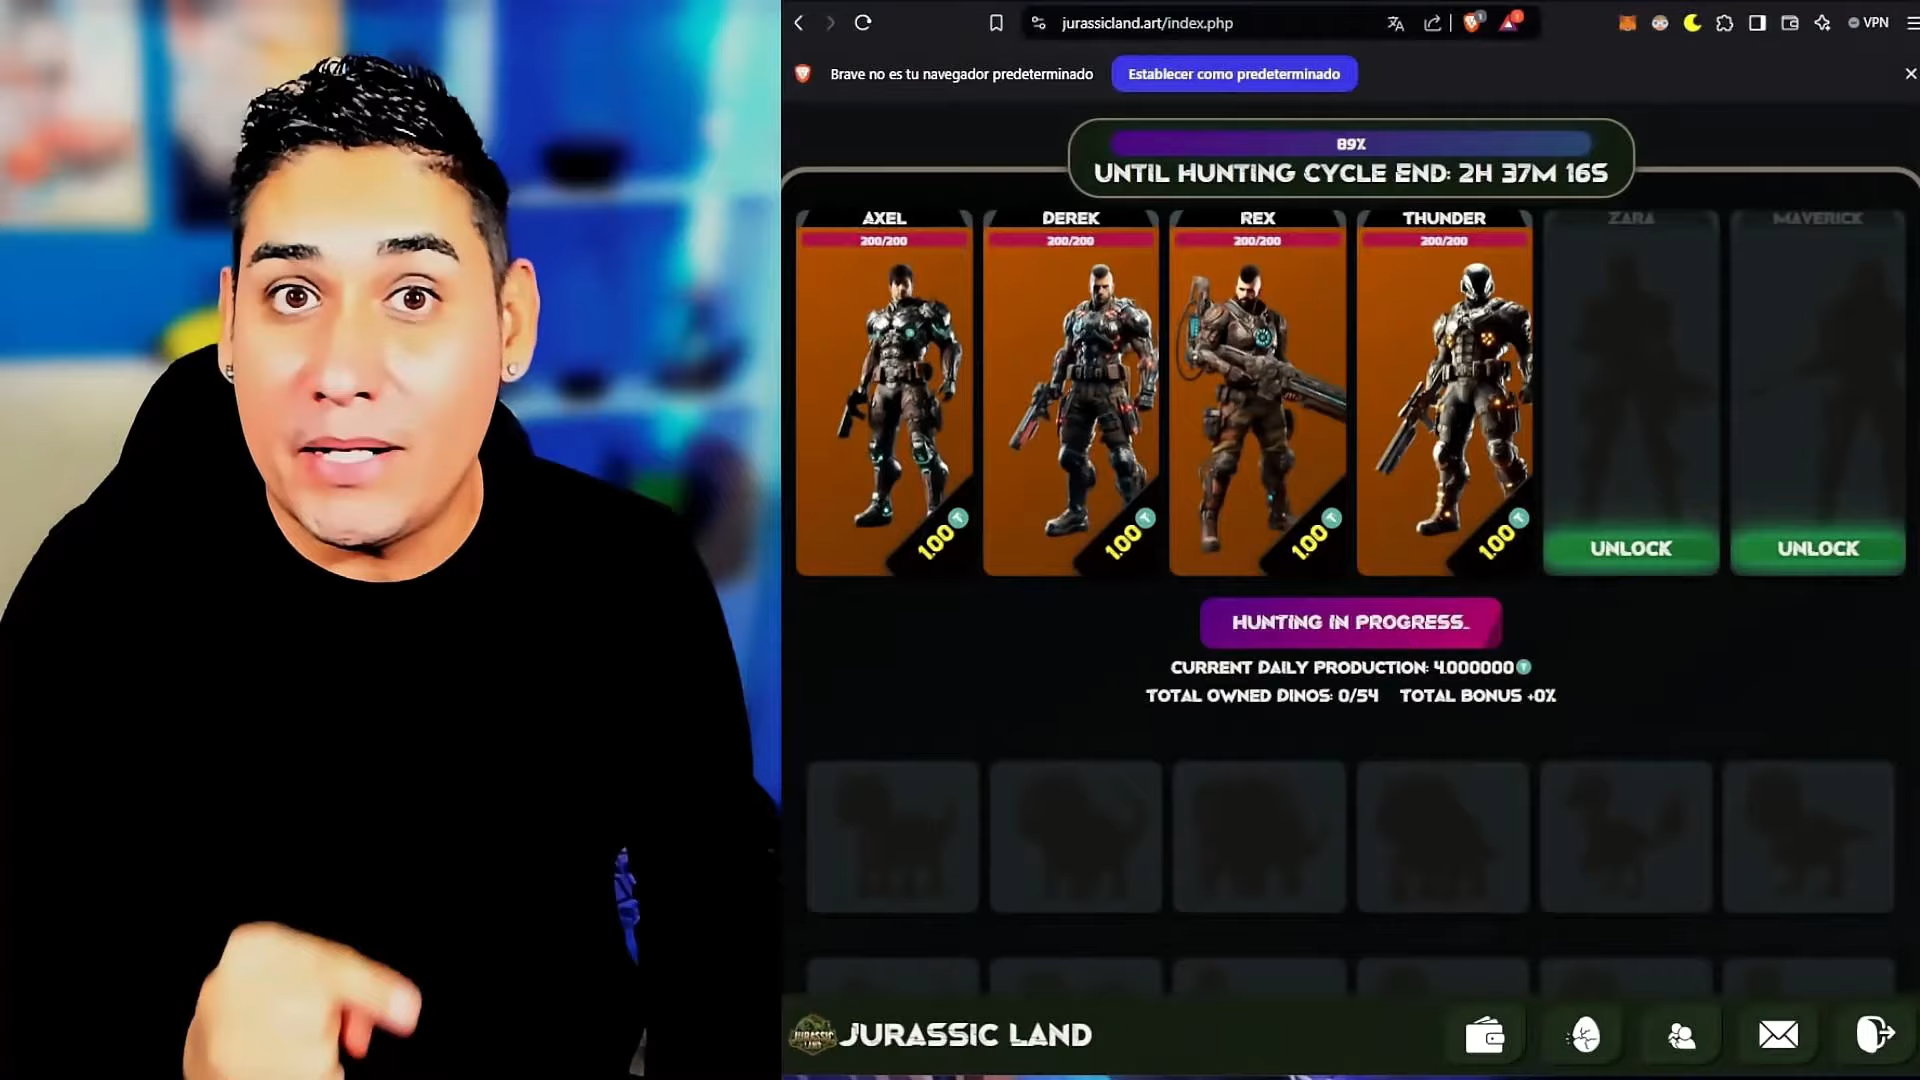 jurassicland.art/index.php
VPN
Brave no es tu navegador predeterminado
Establecer como predeterminado
89%
UNTIL HUNTING CYCLE END: 2H 37M 16S
AXEL
DEREK
REX
THUNDER
ZARA
MAVERICK
200/200
200/200
200/200
200/200
1.00
1.00
1.00
1.00
UNLOCK
UNLOCK
HUNTING IN PROGRESS...
CURRENT DAILY PRODUCTION: 4.000000
TOTAL OWNED DINOS: 0/54 TOTAL BONUS +0%
JURASSIC LAND
JURASSIC LAND